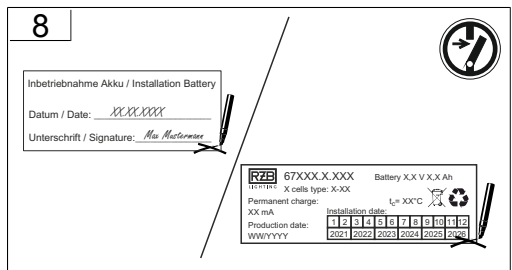 8
Inbetriebnahme Akku / Installation Battery
Datum / Date: XX.XX.XXXX
Unterschrift / Signature: Max Mustermann
RZB 67XXX.X.XXX Battery X,X V X,X Ah
LIGHTING X cells type: X-XX
Permanent charge: tc= XX°C
XX mA Installation date:
1 2 3 4 5 6 7 8 9 10 11 12
Production date:
WW/YYYY 2021 2022 2023 2024 2025 2026